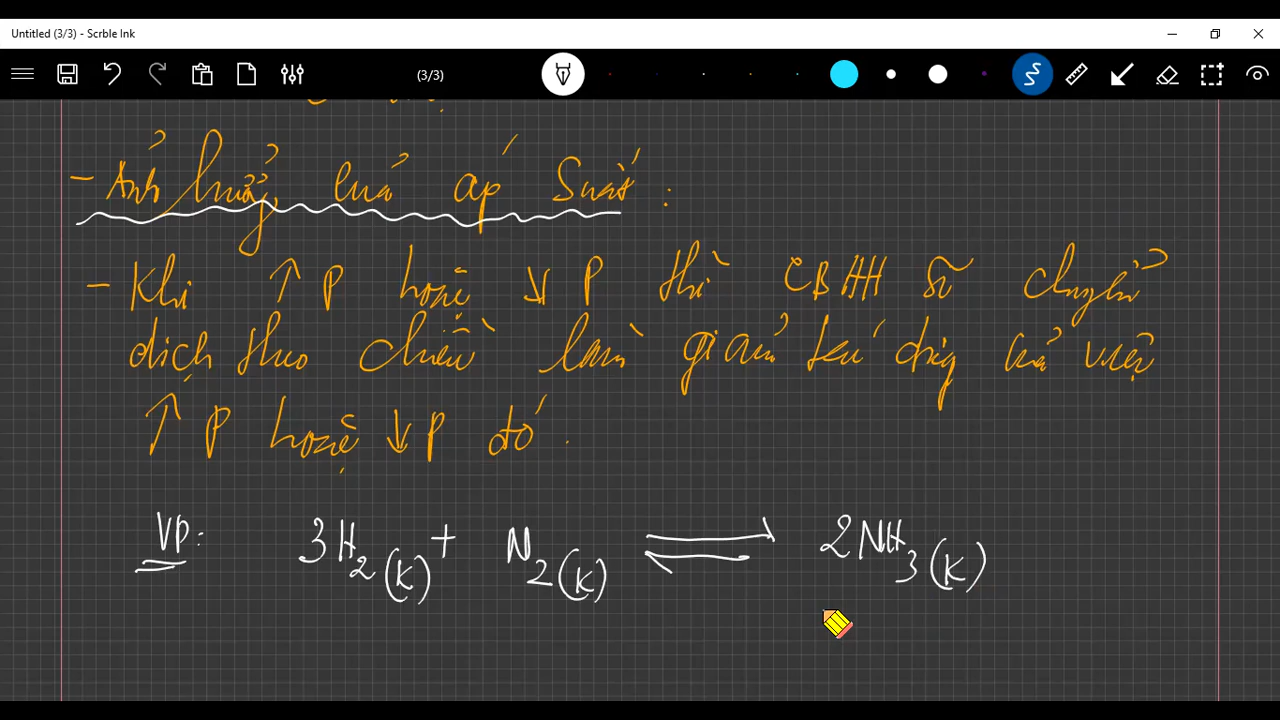 Untitled (3/3) - Scrble Ink
(3/3)
- Ảnh hưởng của áp suất :
- Khi ↑ P hoặc ↓ P thì CBHH sẽ chuyển
dịch theo chiều làm giảm tác dụng của việc
↑ P hoặc ↓ P đó .
VD: 3H₂(K) + N₂(K) ⇌ 2NH₃(K)